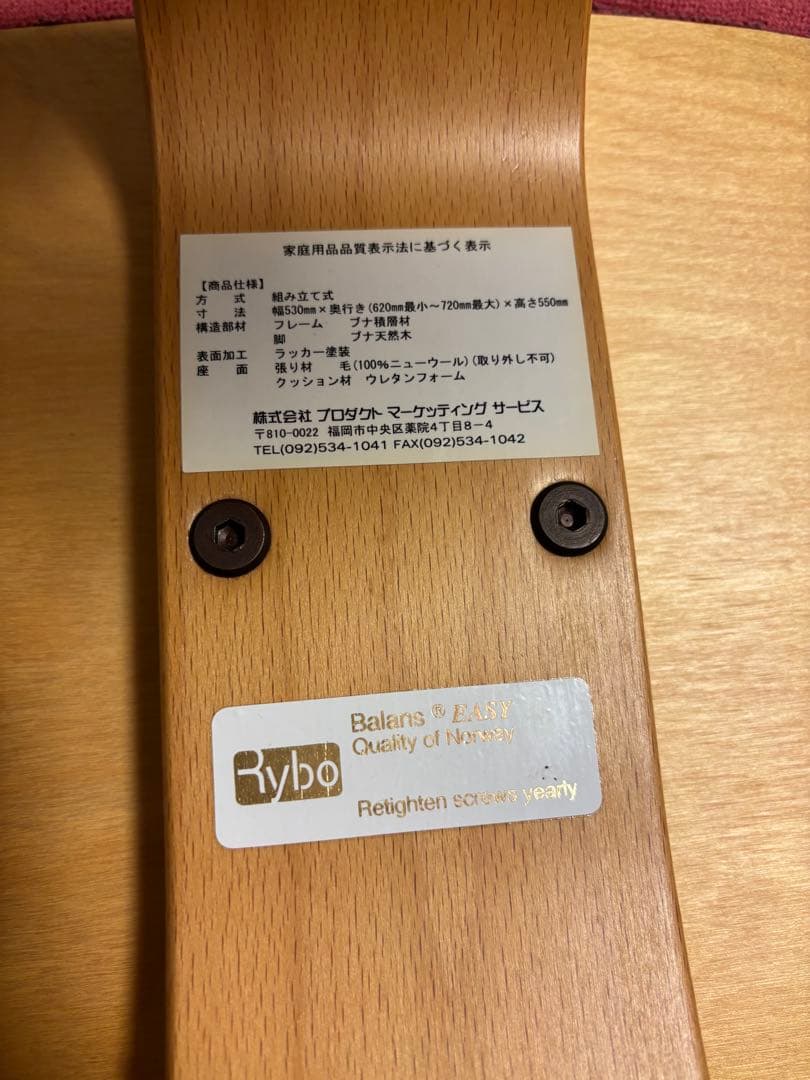 家庭用品品質表示法に基づく表示
【商品仕様】
方　　式　　組み立て式
寸　　法　　幅530mm×奥行き(620mm最小～720mm最大)×高さ550mm
構造部材　　フレーム　　ブナ積層材
脚　　　　　ブナ天然木
表面加工　　ラッカー塗装
座　　面　　張り材　　毛(100%ニューウール)(取り外し不可)
クッション材　ウレタンフォーム
株式会社 プロダクト マーケッティング サービス
〒810-0022 福岡市中央区薬院4丁目8-4
TEL(092)534-1041 FAX(092)534-1042
Rybo
Balans ® EASY
Quality of Norway
Retighten screws yearly